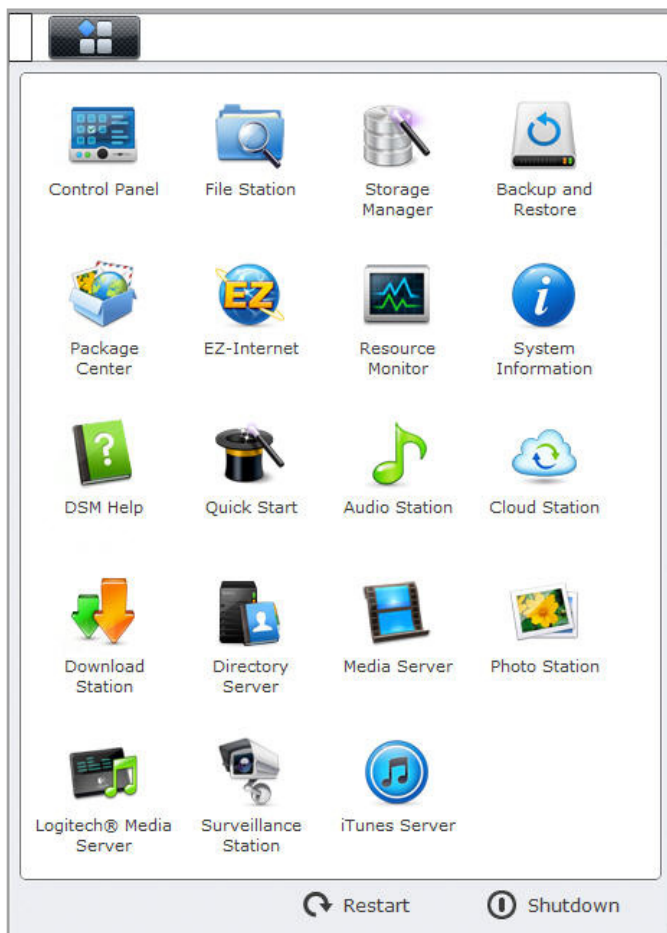 Control Panel
File Station
Storage
Manager
Backup and
Restore
Package
Center
EZ
EZ-Internet
Resource
Monitor
i
System
Information
?
DSM Help
Quick Start
Audio Station
Cloud Station
Download
Station
Directory
Server
Media Server
Photo Station
Logitech® Media
Server
Surveillance
Station
iTunes Server
Restart
Shutdown